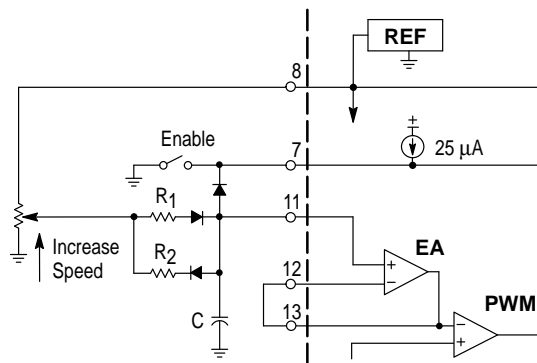 REF
8
Enable
7
25 μA
R1
11
Increase
Speed
EA
R2
12
13
PWM
C